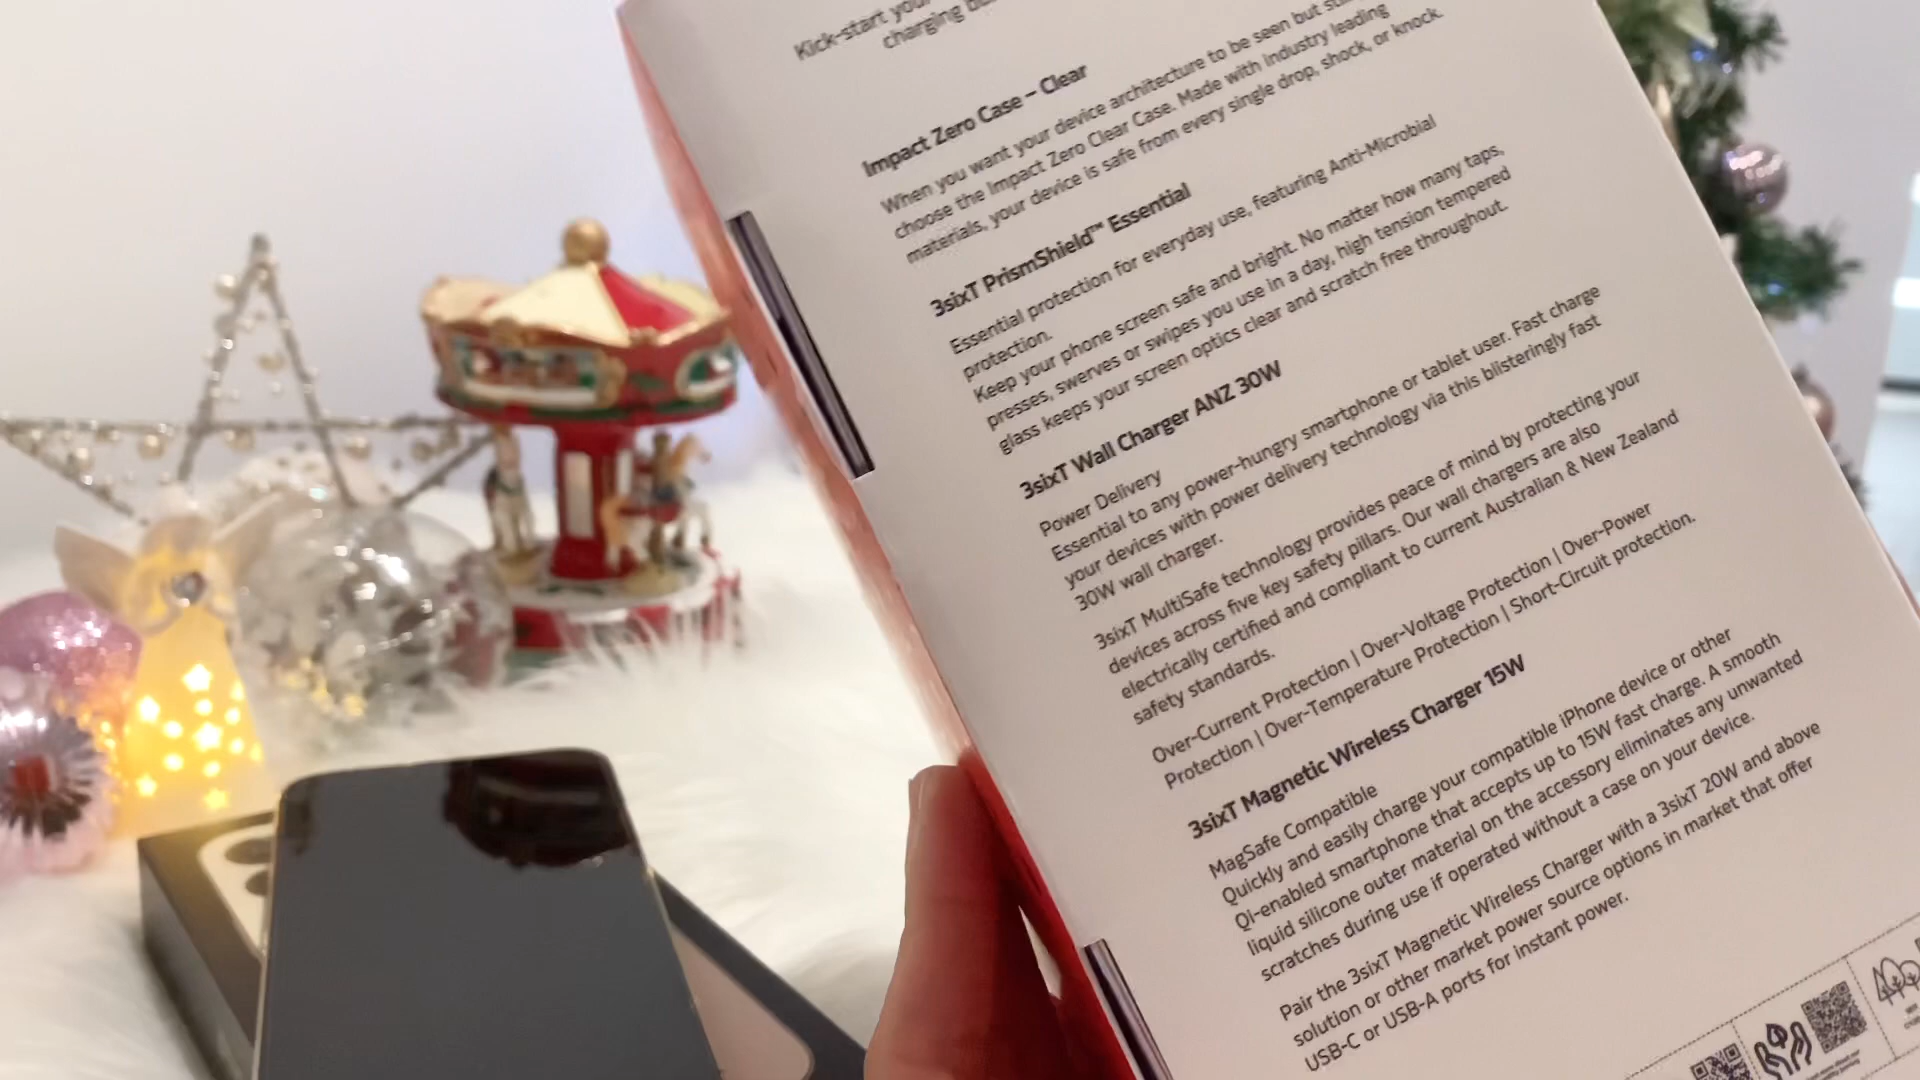 Kick-start your
charging
Impact Zero Case – Clear
When you want your device architecture to be seen but
choose the Impact Zero Clear Case. Made with industry leading
materials, your device is safe from every single drop, shock, or knock.
3sixT PrismShield™ Essential
Essential protection for everyday use, featuring Anti-Microbial
protection.
Keep your phone screen safe and bright. No matter how many taps,
presses, swerves or swipes you use in a day, high tension tempered
glass keeps your screen optics clear and scratch free throughout.
3sixT Wall Charger ANZ 30W
Power Delivery
Essential to any power-hungry smartphone or tablet user. Fast charge
your devices with power delivery technology via this blisteringly fast
30W wall charger.
3sixT MultiSafe technology provides peace of mind by protecting your
devices across five key safety pillars. Our wall chargers are also
electrically certified and compliant to current Australian & New Zealand
safety standards.
Over-Current Protection | Over-Voltage Protection | Over-Power
Protection | Over-Temperature Protection | Short-Circuit protection.
3sixT Magnetic Wireless Charger 15W
MagSafe Compatible
Quickly and easily charge your compatible iPhone device or other
QI-enabled smartphone that accepts up to 15W fast charge. A smooth
liquid silicone outer material on the accessory eliminates any unwanted
scratches during use if operated without a case on your device.
Pair the 3sixT Magnetic Wireless Charger with a 3sixT 20W and above
solution or other market power source options in market that offer
USB-C or USB-A ports for instant power.